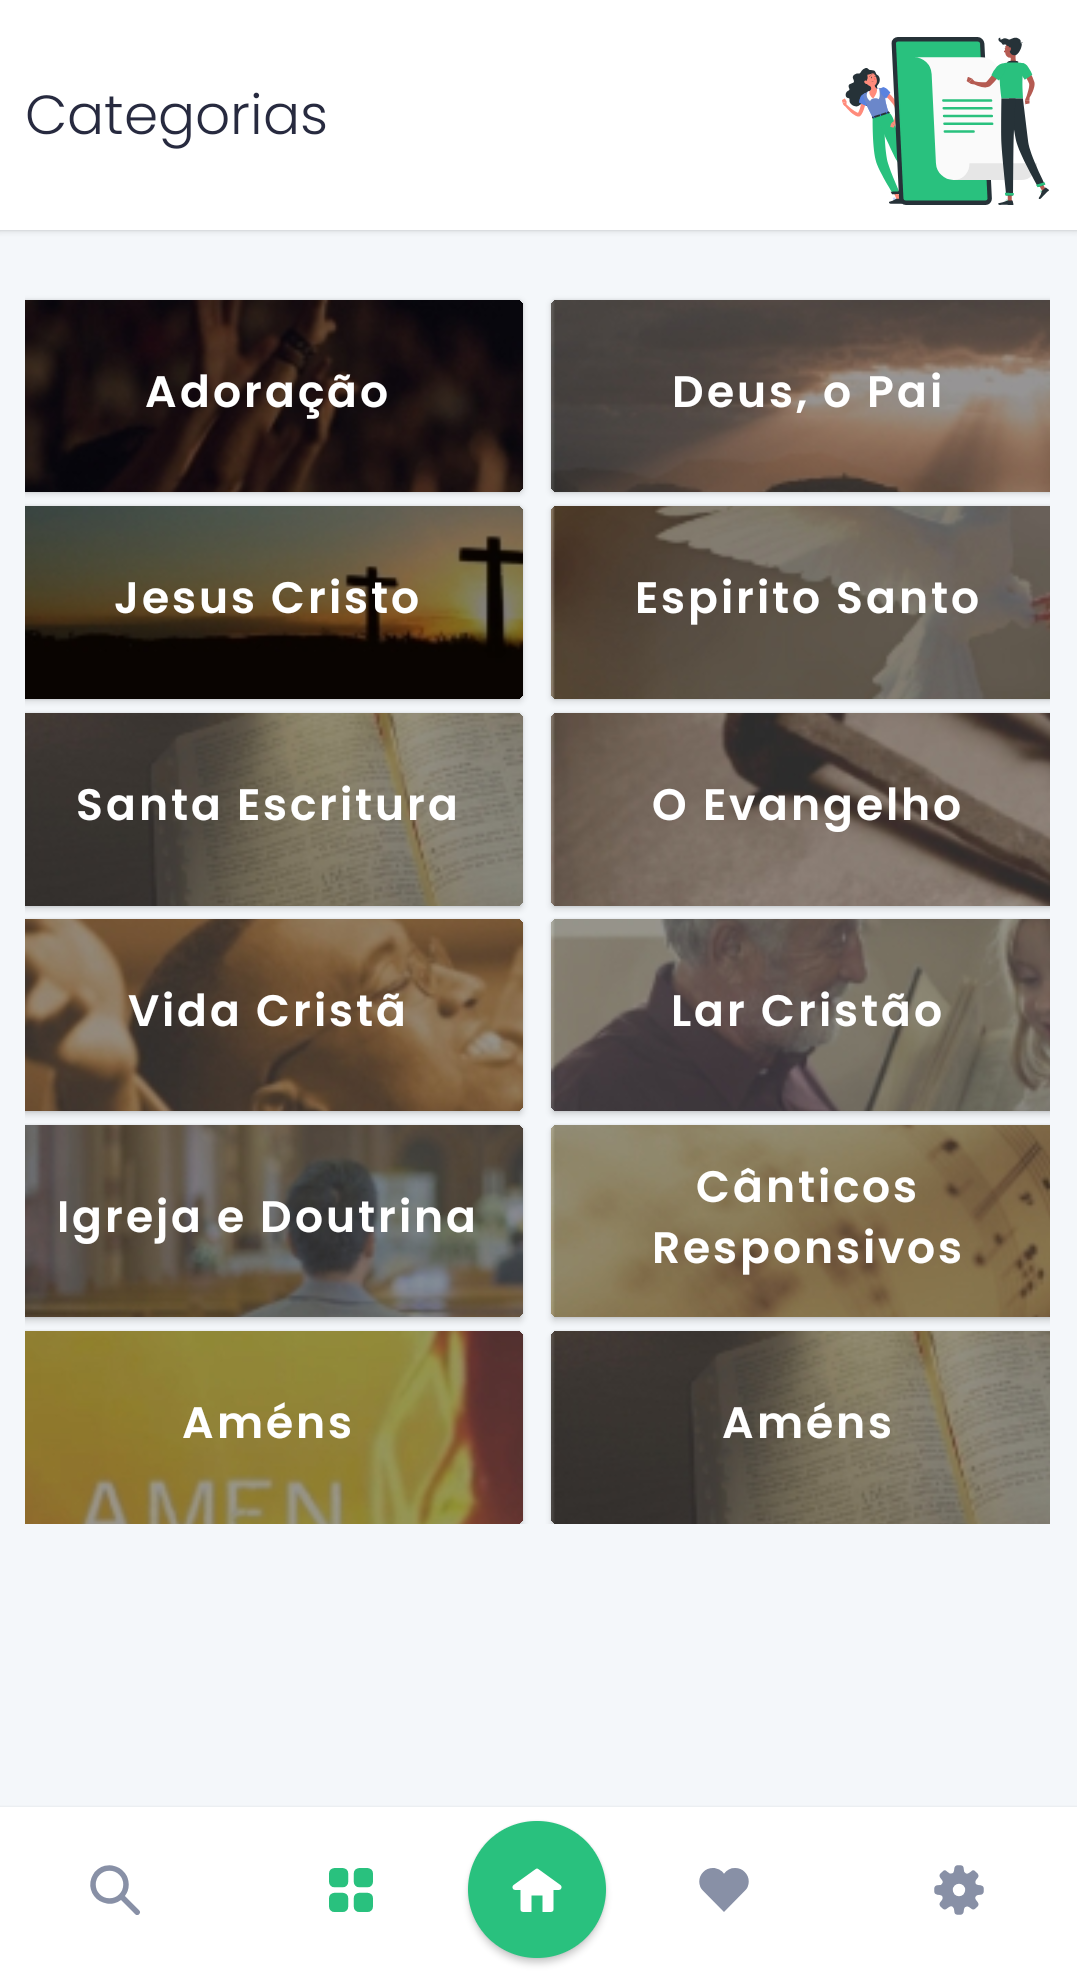 Categorias
Adoração
Deus, o Pai
Jesus Cristo
Espirito Santo
Santa Escritura
O Evangelho
Vida Cristã
Lar Cristão
Igreja e Doutrina
Cânticos
Responsivos
Améns
AMEN
Améns